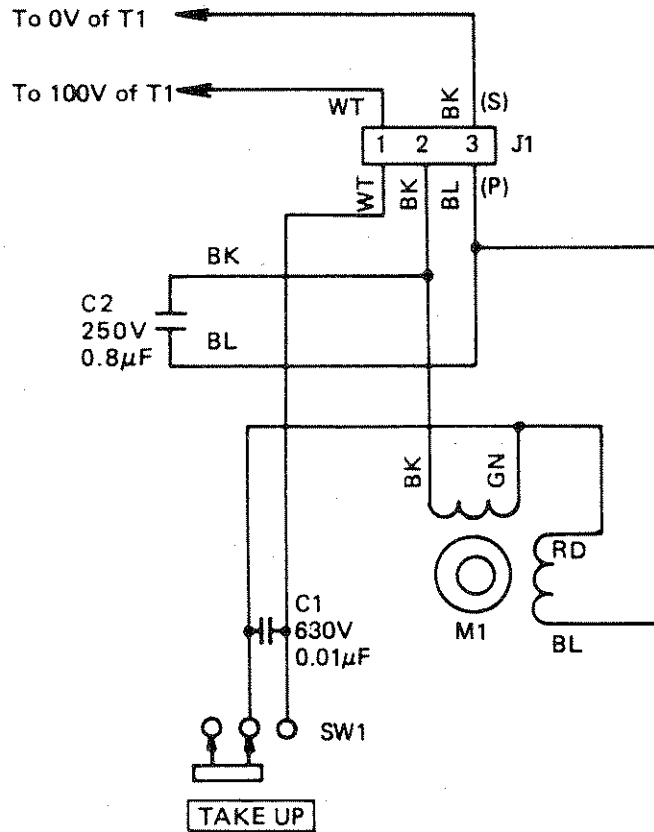 To 0V of T1
To 100V of T1
WT
BK
(S)
1 2 3
J1
WT
BK
BL
(P)
BK
C2
250V
0.8µF
BL
BK
GN
RD
M1
BL
C1
630V
0.01µF
SW1
TAKE UP